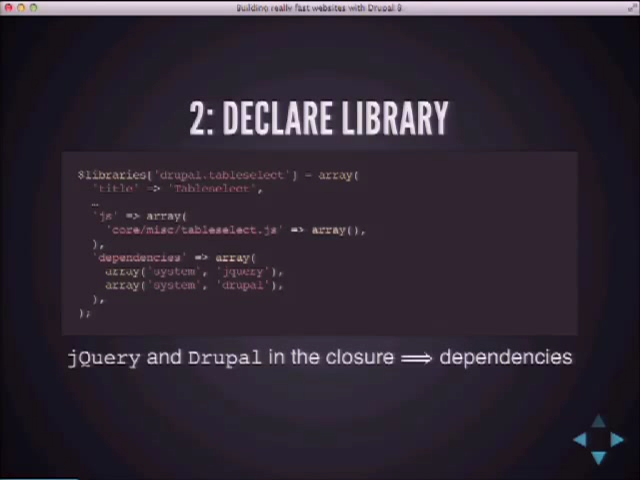 Building really fast websites with Drupal 8
2: DECLARE LIBRARY
$libraries['drupal.tableselect'] = array(
'title' => 'Tableselect',
…
'js' => array(
'core/misc/tableselect.js' => array(),
),
'dependencies' => array(
array('system', 'jquery'),
array('system', 'drupal'),
),
);
jQuery and Drupal in the closure ⟹ dependencies